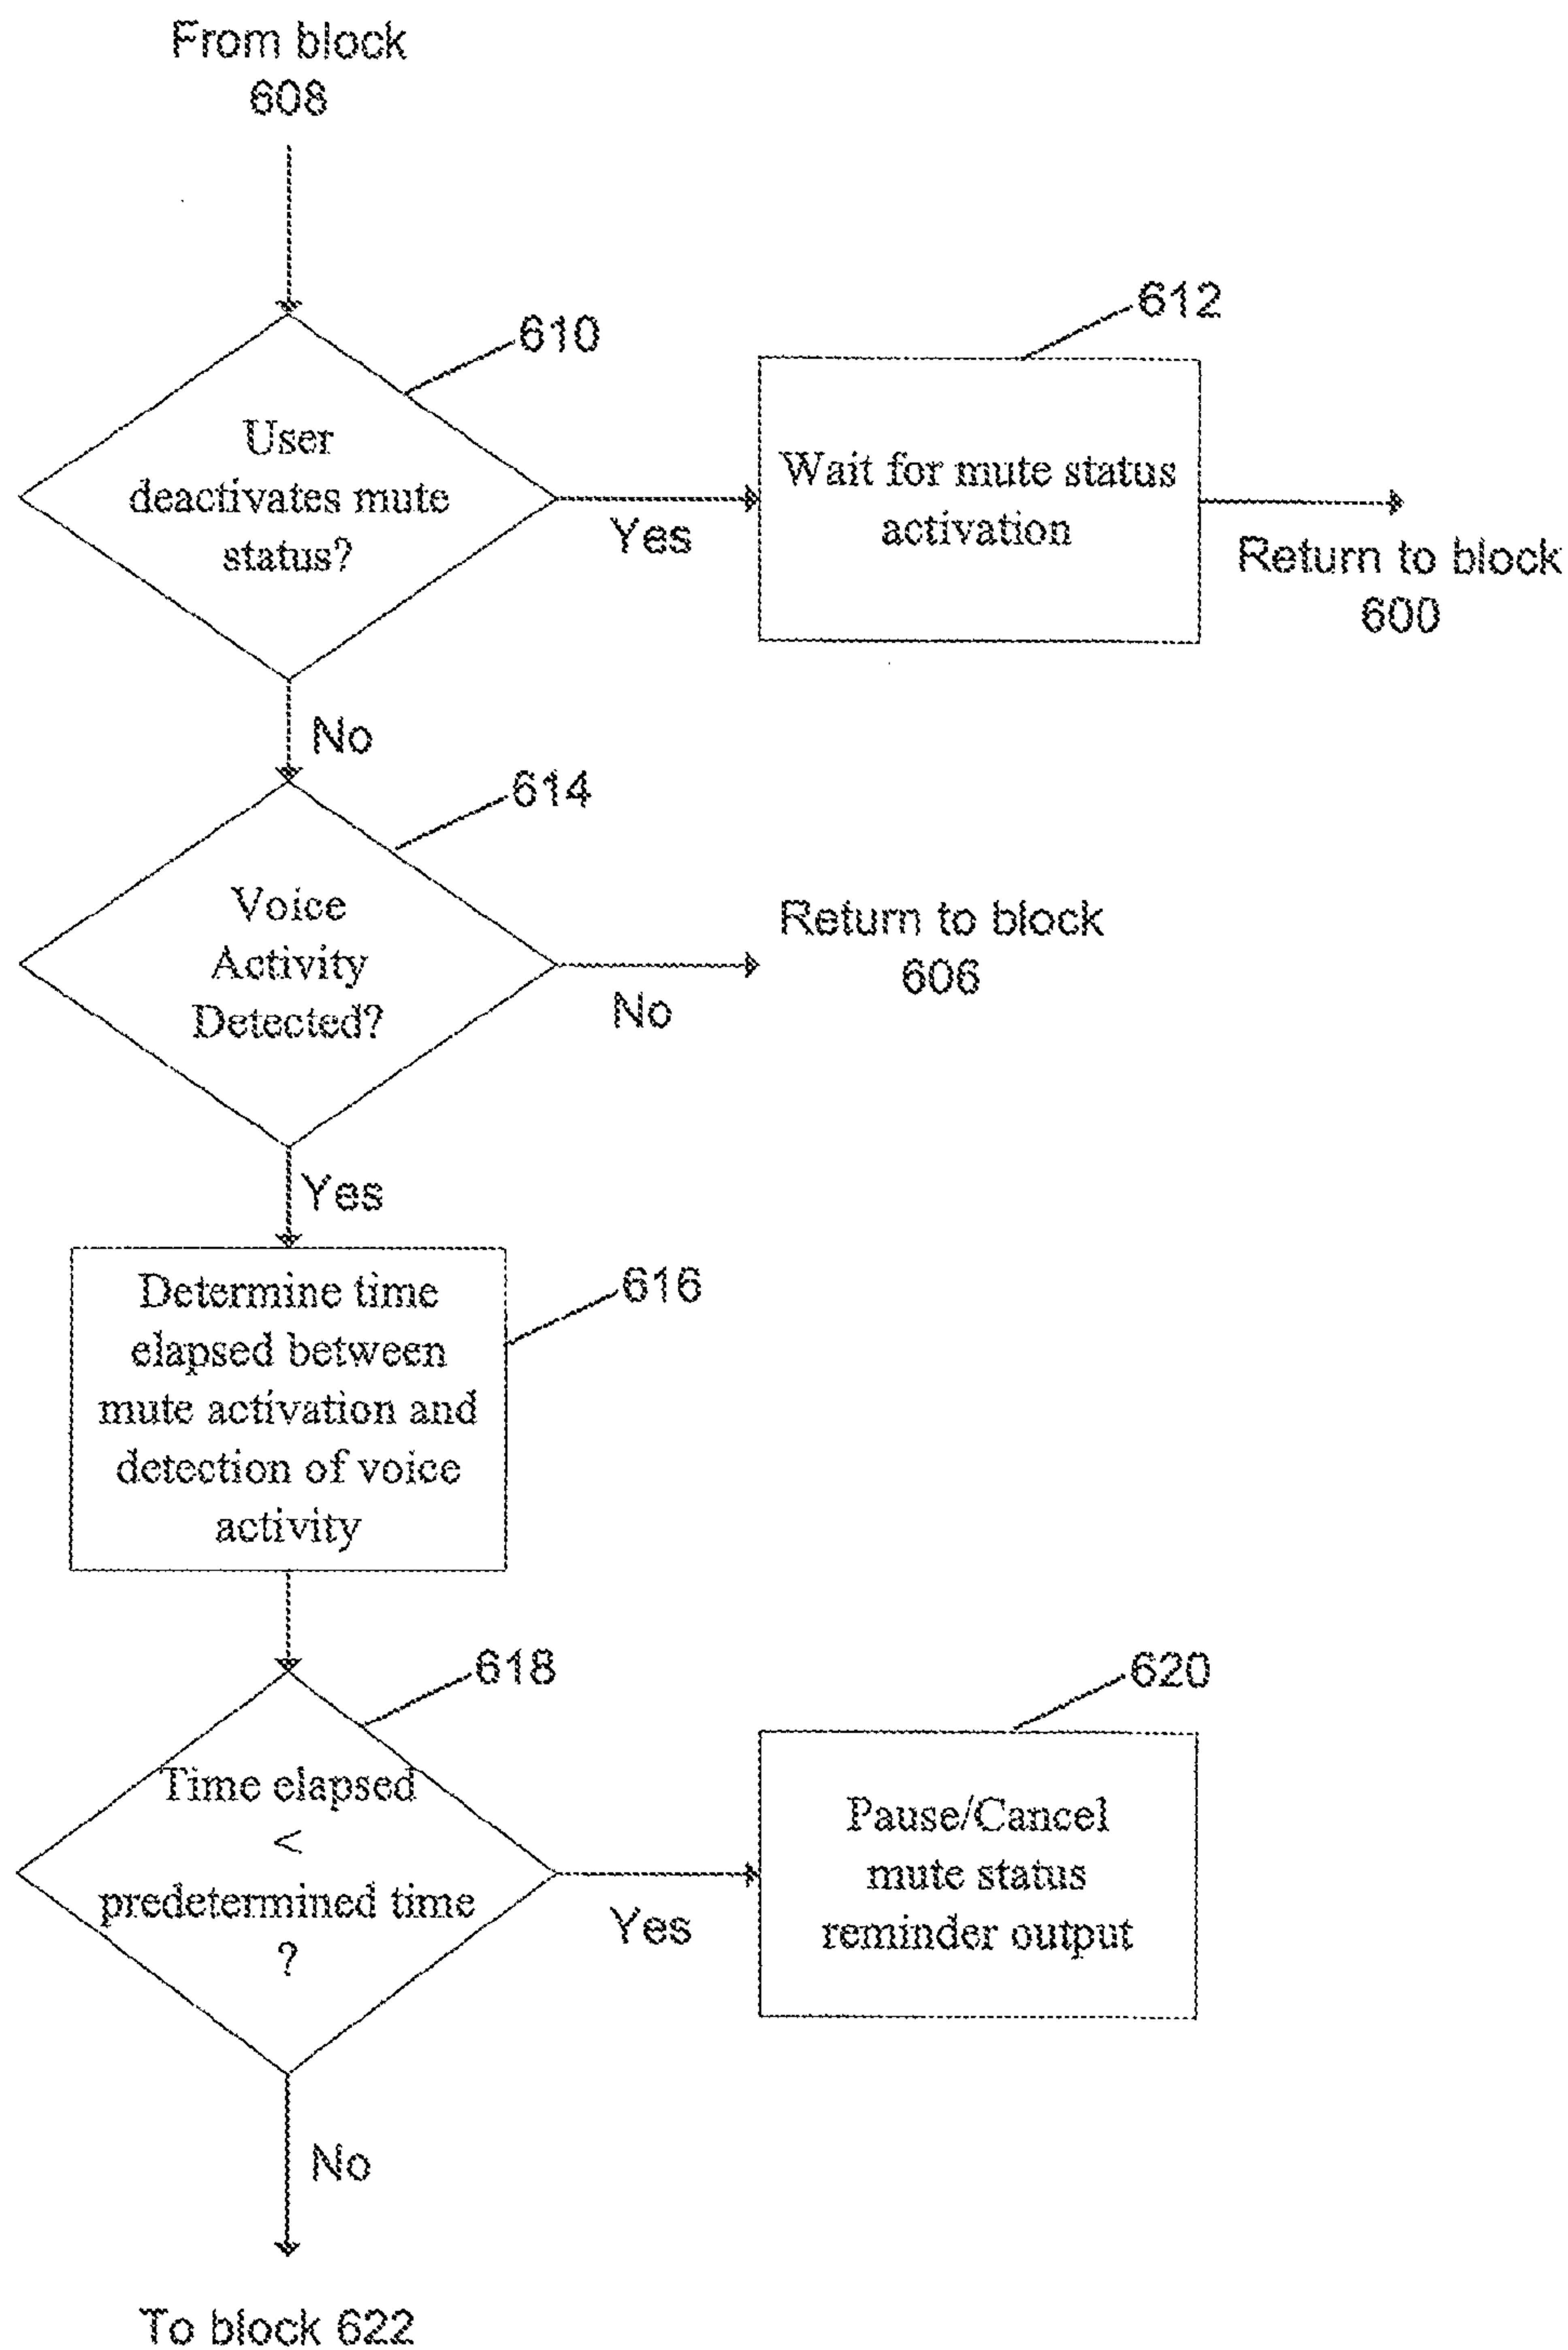 From block
608
610
User
deactivates mute
status?
Yes
612
Wait for mute status
activation
Return to block
600
No
614
Voice
Activity
Detected?
No
Return to block
606
Yes
616
Determine time
elapsed between
mute activation and
detection of voice
activity
618
Time elapsed
<
predetermined time
?
Yes
620
Pause/Cancel
mute status
reminder output
No
To block 622